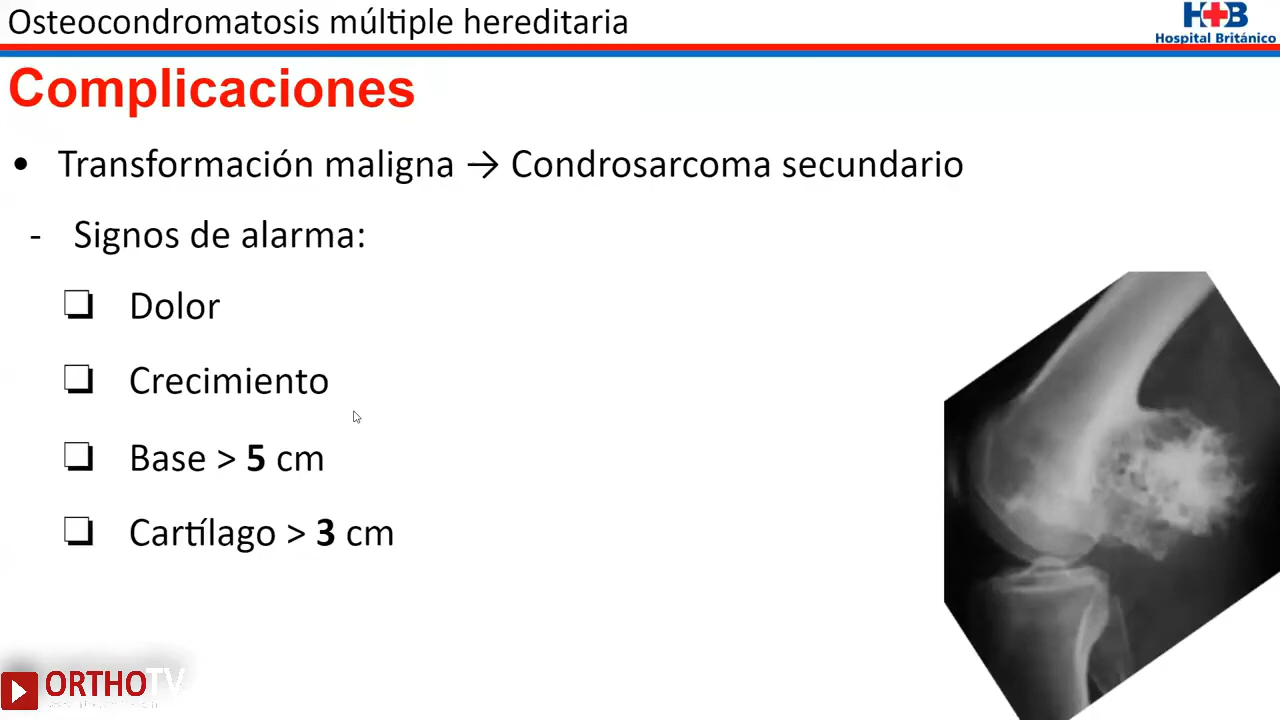 Osteocondromatosis múltiple hereditaria
H+B
Hospital Británico
Complicaciones
• Transformación maligna → Condrosarcoma secundario
- Signos de alarma:
❑ Dolor
❑ Crecimiento
❑ Base > 5 cm
❑ Cartílago > 3 cm
ORTHOTV